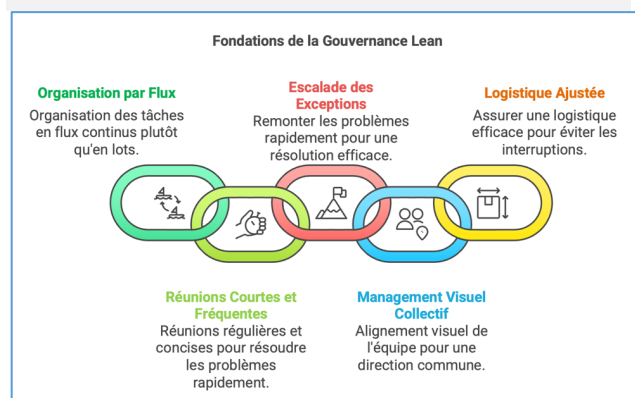 Fondations de la Gouvernance Lean
Organisation par Flux
Organisation des tâches
en flux continus plutôt
qu'en lots.
Escalade des
Exceptions
Remonter les problèmes
rapidement pour une
résolution efficace.
Logistique Ajustée
Assurer une logistique
efficace pour éviter les
interruptions.
Réunions Courtes et
Fréquentes
Réunions régulières et
concises pour résoudre
les problèmes
rapidement.
Management Visuel
Collectif
Alignement visuel de
l'équipe pour une
direction commune.